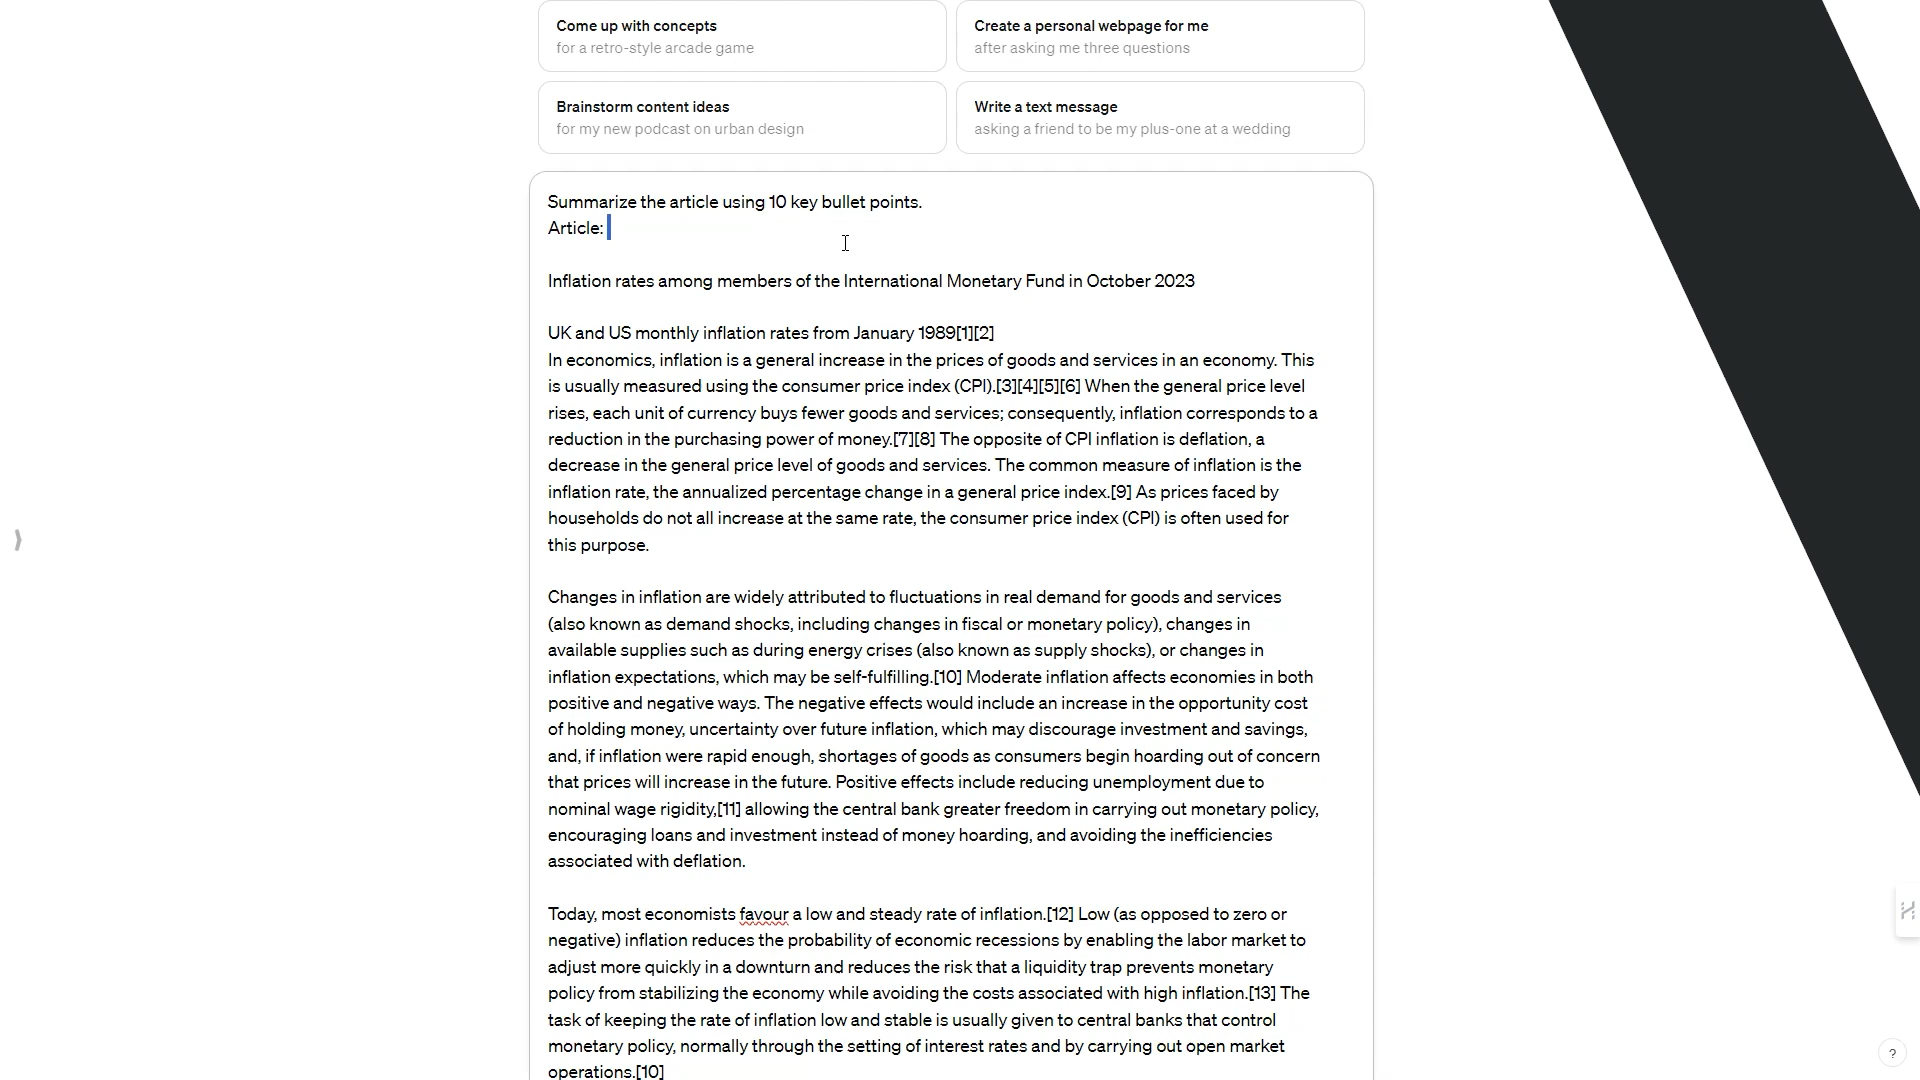 Come up with concepts
for a retro-style arcade game
Create a personal webpage for me
after asking me three questions
Brainstorm content ideas
for my new podcast on urban design
Write a text message
asking a friend to be my plus-one at a wedding
Summarize the article using 10 key bullet points.
Article:
Inflation rates among members of the International Monetary Fund in October 2023
UK and US monthly inflation rates from January 1989[1][2]
In economics, inflation is a general increase in the prices of goods and services in an economy. This
is usually measured using the consumer price index (CPI).[3][4][5][6] When the general price level
rises, each unit of currency buys fewer goods and services; consequently, inflation corresponds to a
reduction in the purchasing power of money.[7][8] The opposite of CPI inflation is deflation, a
decrease in the general price level of goods and services. The common measure of inflation is the
inflation rate, the annualized percentage change in a general price index.[9] As prices faced by
households do not all increase at the same rate, the consumer price index (CPI) is often used for
this purpose.
Changes in inflation are widely attributed to fluctuations in real demand for goods and services
(also known as demand shocks, including changes in fiscal or monetary policy), changes in
available supplies such as during energy crises (also known as supply shocks), or changes in
inflation expectations, which may be self-fulfilling.[10] Moderate inflation affects economies in both
positive and negative ways. The negative effects would include an increase in the opportunity cost
of holding money, uncertainty over future inflation, which may discourage investment and savings,
and, if inflation were rapid enough, shortages of goods as consumers begin hoarding out of concern
that prices will increase in the future. Positive effects include reducing unemployment due to
nominal wage rigidity,[11] allowing the central bank greater freedom in carrying out monetary policy,
encouraging loans and investment instead of money hoarding, and avoiding the inefficiencies
associated with deflation.
Today, most economists favour a low and steady rate of inflation.[12] Low (as opposed to zero or
negative) inflation reduces the probability of economic recessions by enabling the labor market to
adjust more quickly in a downturn and reduces the risk that a liquidity trap prevents monetary
policy from stabilizing the economy while avoiding the costs associated with high inflation.[13] The
task of keeping the rate of inflation low and stable is usually given to central banks that control
monetary policy, normally through the setting of interest rates and by carrying out open market
operations.[10]
?